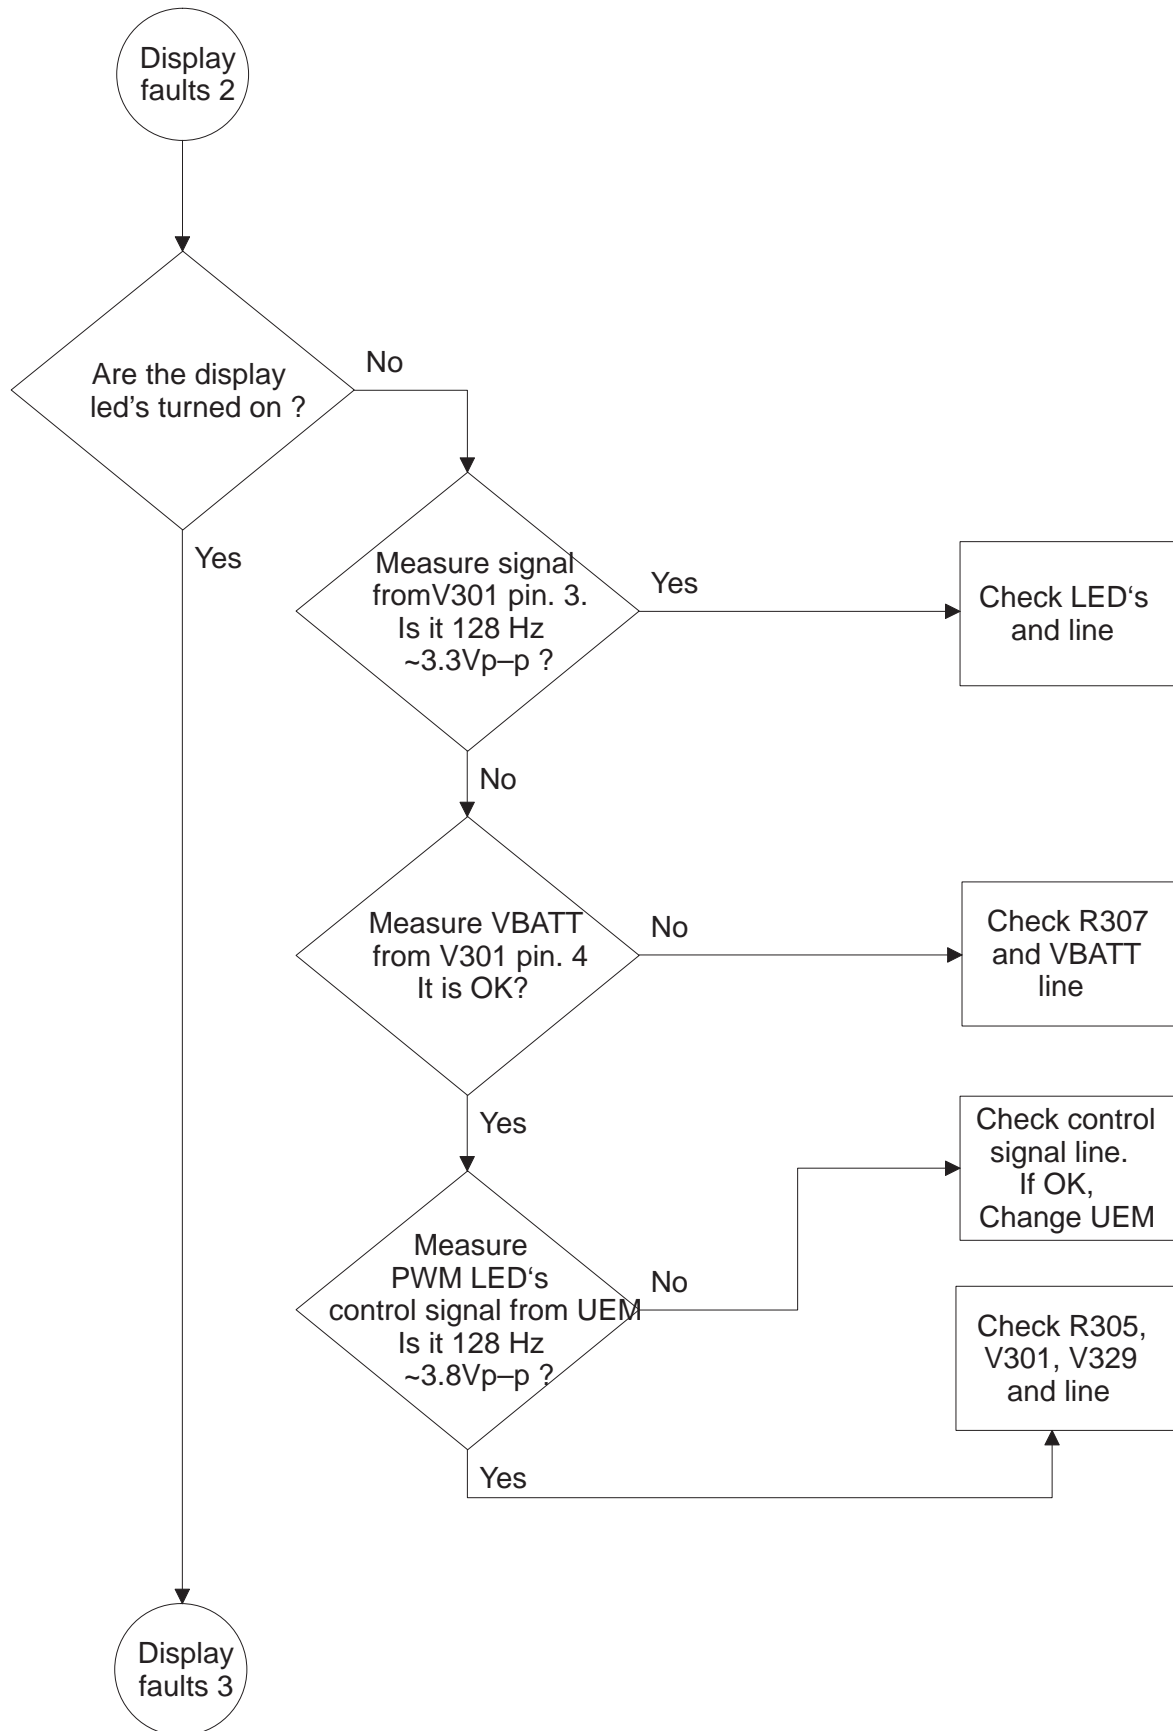 Display
faults 2
Are the display
led's turned on ?
No
Yes
Measure signal
fromV301 pin. 3.
Is it 128 Hz
~3.3Vp–p ?
Yes
Check LED‘s
and line
No
Measure VBATT
from V301 pin. 4
It is OK?
No
Check R307
and VBATT
line
Yes
Measure
PWM LED‘s
control signal from UEM
Is it 128 Hz
~3.8Vp–p ?
No
Check control
signal line.
If OK,
Change UEM
Yes
Check R305,
V301, V329
and line
Display
faults 3